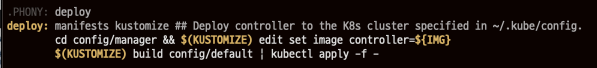 .PHONY: deploy
deploy: manifests kustomize ## Deploy controller to the K8s cluster specified in ~/.kube/config.
cd config/manager && $(KUSTOMIZE) edit set image controller=${IMG}
$(KUSTOMIZE) build config/default | kubectl apply -f -